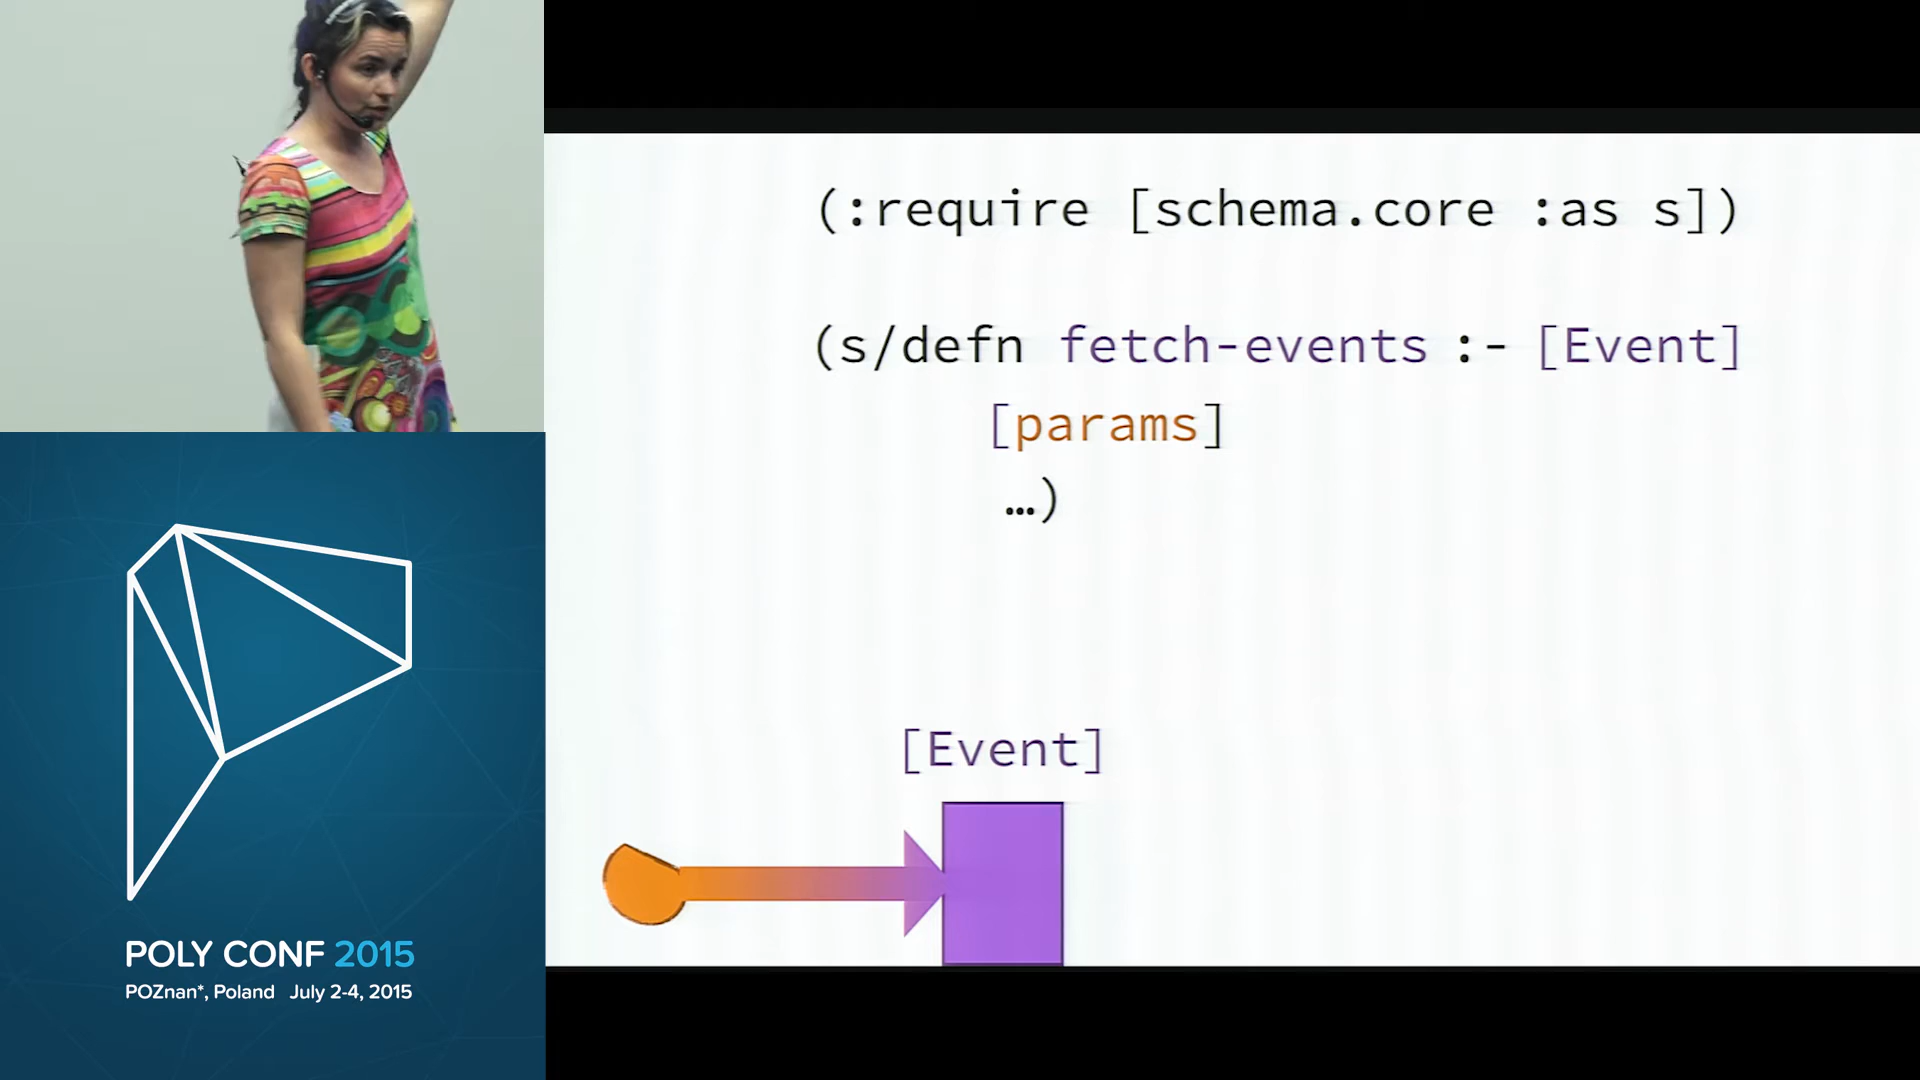 (:require [schema.core :as s])
(s/defn fetch-events :- [Event]
[params]
…)
[Event]
POLY CONF 2015
POZnan*, Poland July 2-4, 2015